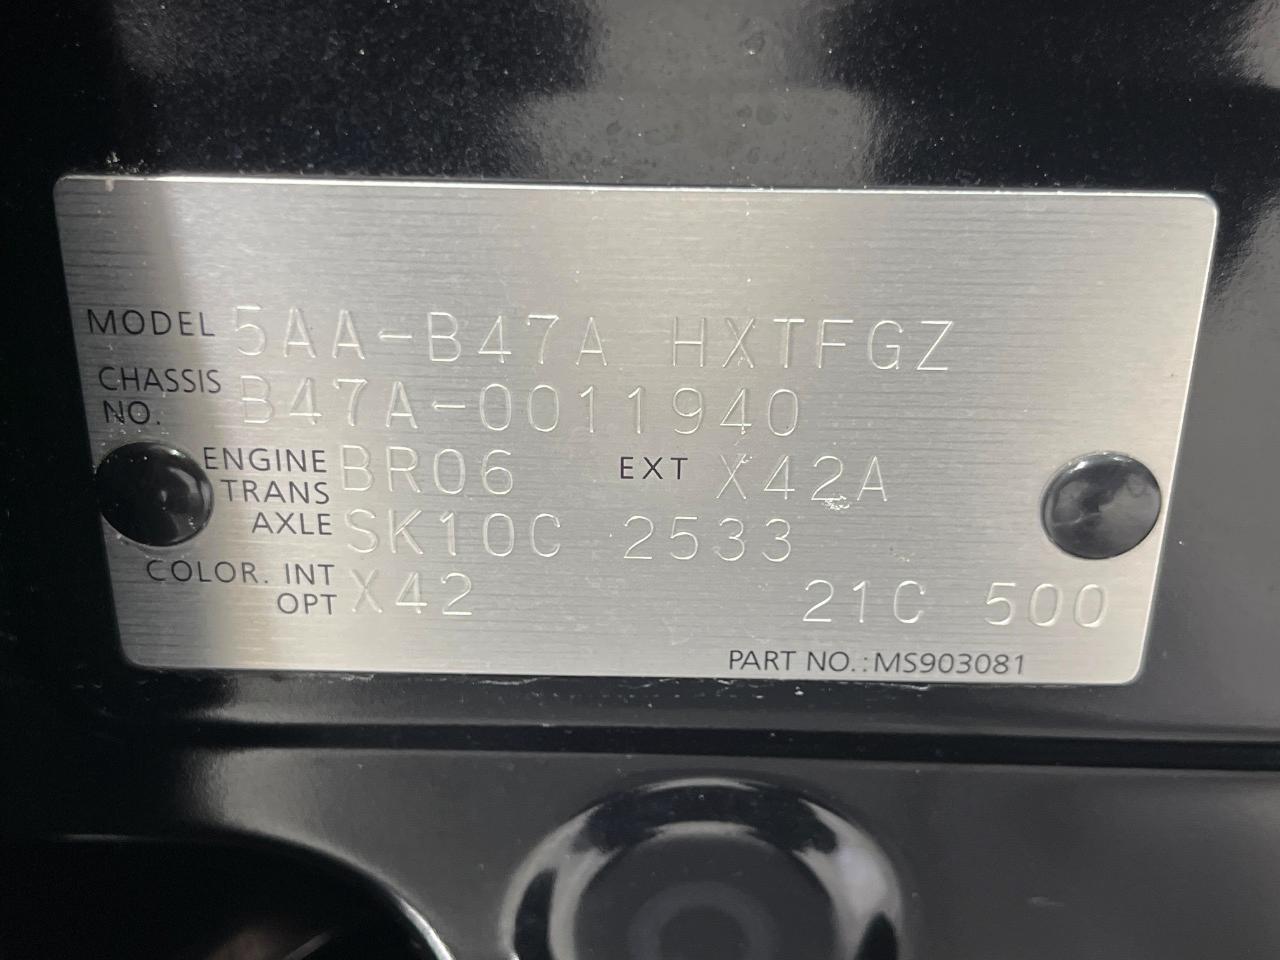 MODEL 5AA-B47A HXTFGZ
CHASSIS NO. B47A-0011940
ENGINE BR06 EXT X42A
TRANS AXLE SK10C 2533
COLOR. INT OPT X42 21C 500
PART NO.:MS903081